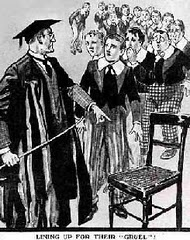 LINING UP FOR THEIR "GRUEL"!